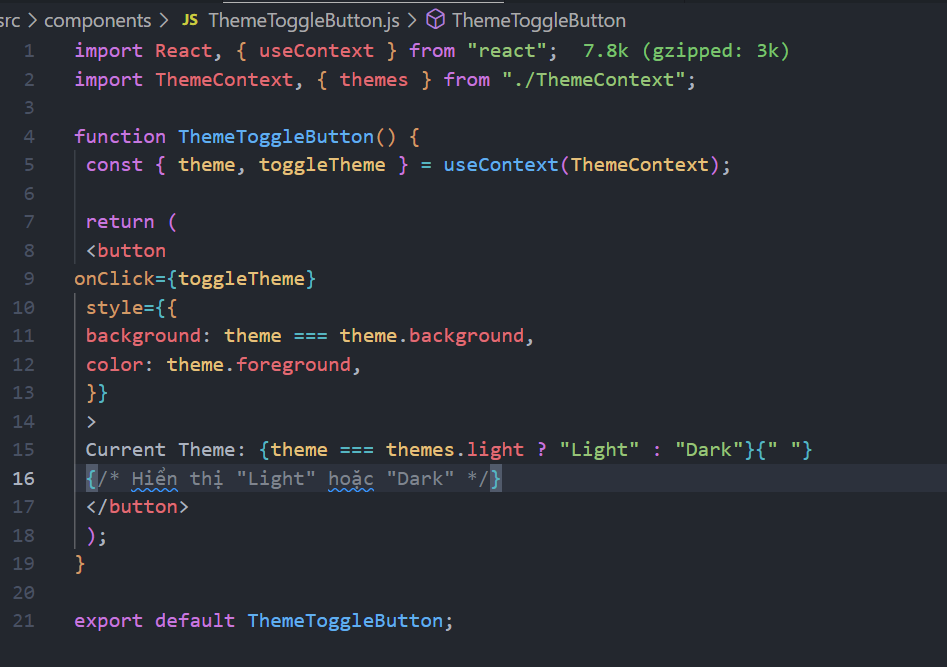 src > components > JS ThemeToggleButton.js > ThemeToggleButton
1 import React, { useContext } from "react"; 7.8k (gzipped: 3k)
2 import ThemeContext, { themes } from "./ThemeContext";
3
4 function ThemeToggleButton() {
5 const { theme, toggleTheme } = useContext(ThemeContext);
6
7 return (
8 <button
9 onClick={toggleTheme}
10 style={{
11 background: theme === theme.background,
12 color: theme.foreground,
13 }}
14 >
15 Current Theme: {theme === themes.light ? "Light" : "Dark"}{" "}
16 {/* Hiển thị "Light" hoặc "Dark" */}
17 </button>
18 );
19 }
20
21 export default ThemeToggleButton;